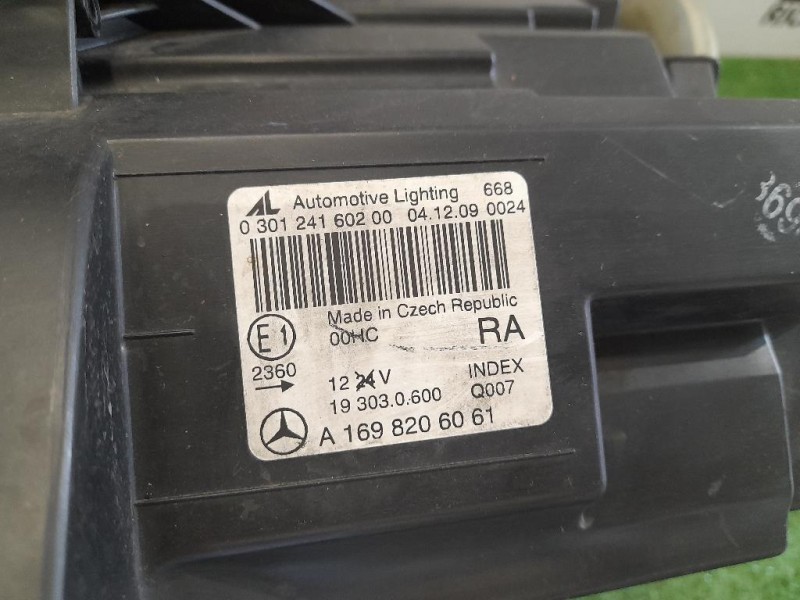 AL Automotive Lighting 668
0 301 241 602 00 04.12.09 0024
Made in Czech Republic
00HC RA
E1
2360
12 24 V INDEX
19 303.0.600 Q007
A 169 820 60 61